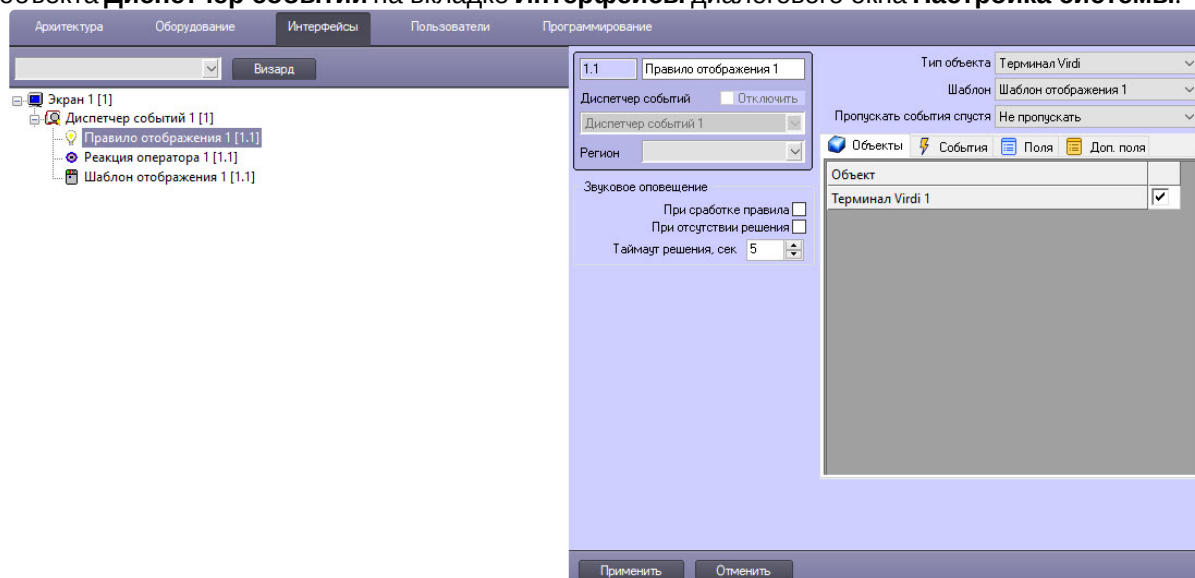 объекта Диспетчер событий на вкладке Интерфейсы диалогового окна Настройка системы.
Архитектура Оборудование Интерфейсы Пользователи Программирование
Визард
Экран 1 [1]
Диспетчер событий 1 [1]
Правило отображения 1 [1.1]
Реакция оператора 1 [1.1]
Шаблон отображения 1 [1.1]
1.1 Правило отображения 1
Диспетчер событий Отключить
Диспетчер событий 1
Регион
Звуковое оповещение
При сработке правила
При отсутствии решения
Таймаут решения, сек 5
Тип объекта Терминал Virdi
Шаблон Шаблон отображения 1
Пропускать события спустя Не пропускать
Объекты События Поля Доп. поля
Объект
Терминал Virdi 1
Применить Отменить